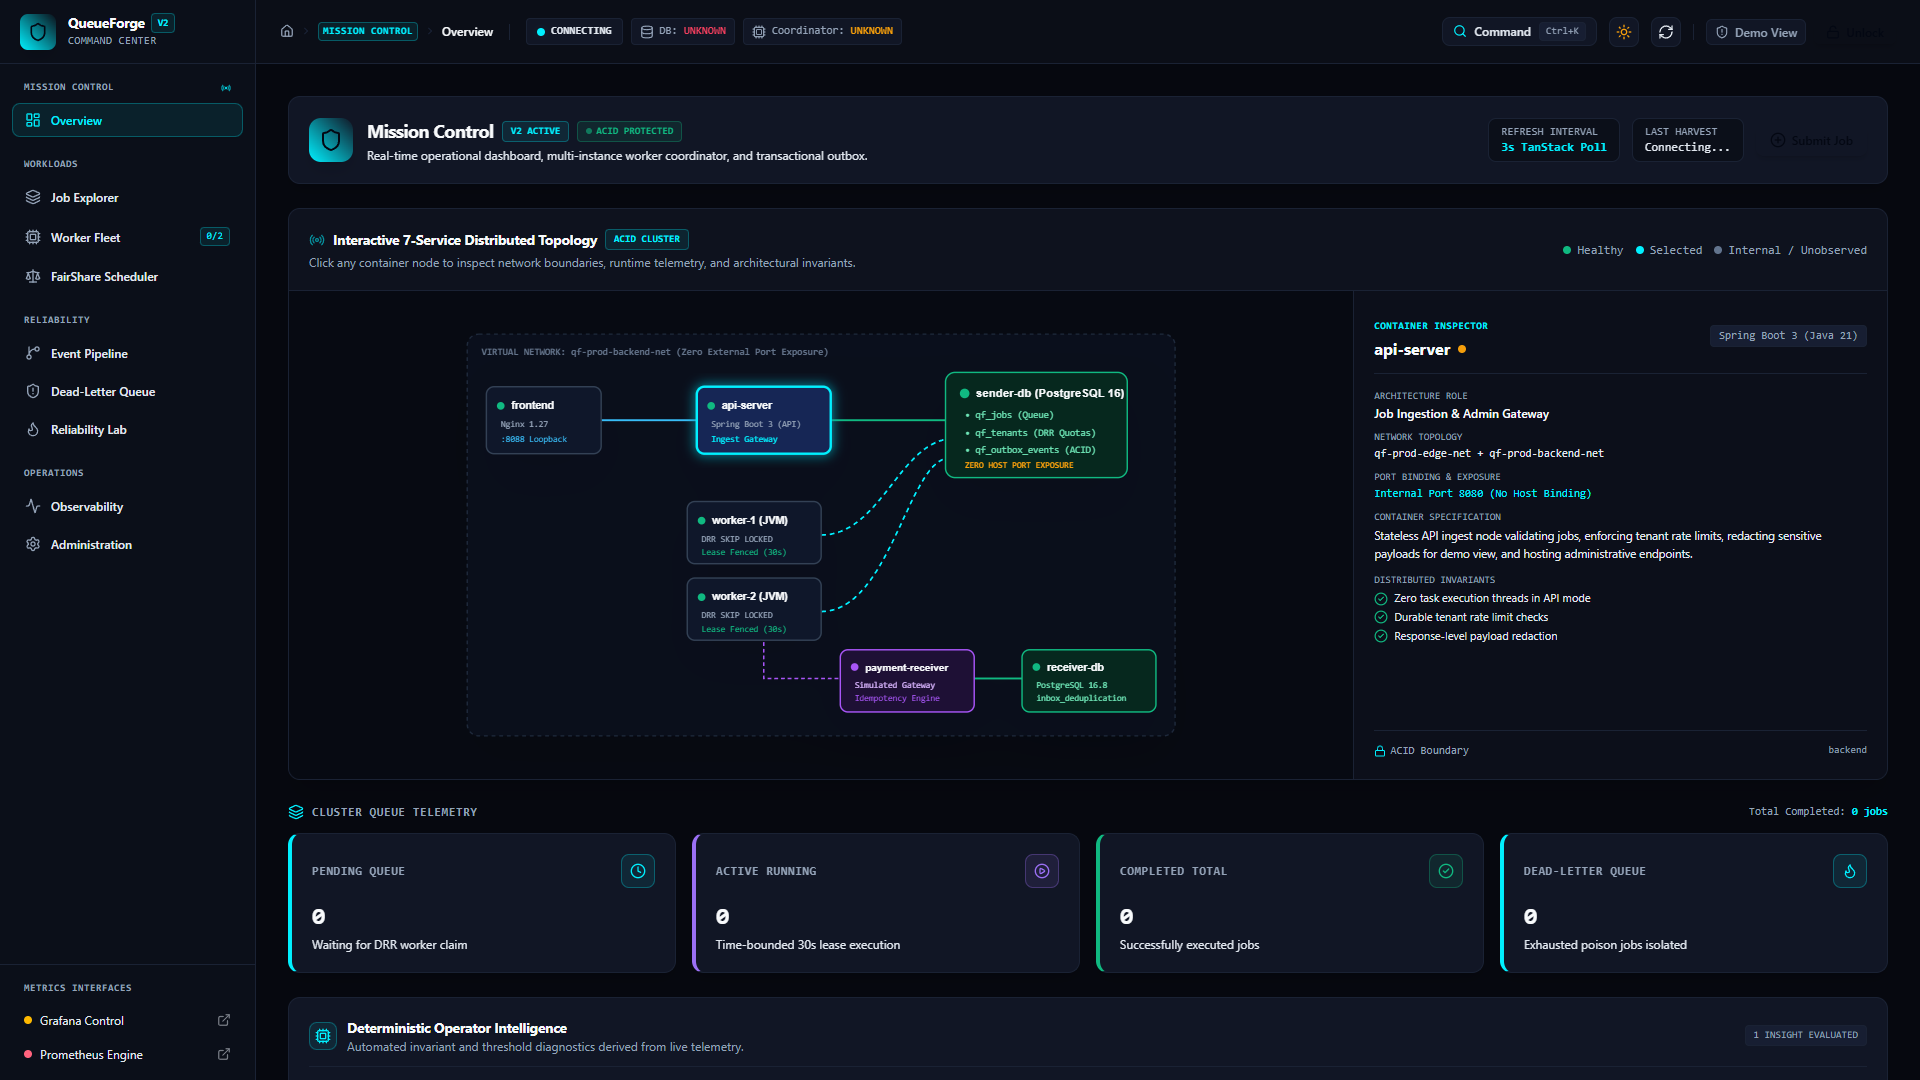 QueueForge V2
COMMAND CENTER
MISSION CONTROL
Overview
WORKLOADS
Job Explorer
Worker Fleet 0/2
FairShare Scheduler
RELIABILITY
Event Pipeline
Dead-Letter Queue
Reliability Lab
OPERATIONS
Observability
Administration
METRICS INTERFACES
Grafana Control
Prometheus Engine
MISSION CONTROL Overview CONNECTING DB: UNKNOWN Coordinator: UNKNOWN Command Ctrl+K Demo View
Mission Control V2 ACTIVE ACID PROTECTED
Real-time operational dashboard, multi-instance worker coordinator, and transactional outbox.
REFRESH INTERVAL
3s TanStack Poll
LAST HARVEST
Connecting...
Submit Job
Interactive 7-Service Distributed Topology ACID CLUSTER
Click any container node to inspect network boundaries, runtime telemetry, and architectural invariants.
Healthy Selected Internal / Unobserved
VIRTUAL NETWORK: qf-prod-backend-net (Zero External Port Exposure)
frontend
Nginx 1.27
:8088 Loopback
api-server
Spring Boot 3 (API)
Ingest Gateway
sender-db (PostgreSQL 16)
• qf_jobs (Queue)
• qf_tenants (DRR Quotas)
• qf_outbox_events (ACID)
ZERO HOST PORT EXPOSURE
worker-1 (JVM)
DRR SKIP LOCKED
Lease Fenced (30s)
worker-2 (JVM)
DRR SKIP LOCKED
Lease Fenced (30s)
payment-receiver
Simulated Gateway
Idempotency Engine
receiver-db
PostgreSQL 16.8
inbox_deduplication
CONTAINER INSPECTOR
api-server
Spring Boot 3 (Java 21)
ARCHITECTURE ROLE
Job Ingestion & Admin Gateway
NETWORK TOPOLOGY
qf-prod-edge-net + qf-prod-backend-net
PORT BINDING & EXPOSURE
Internal Port 8080 (No Host Binding)
CONTAINER SPECIFICATION
Stateless API ingest node validating jobs, enforcing tenant rate limits, redacting sensitive
payloads for demo view, and hosting administrative endpoints.
DISTRIBUTED INVARIANTS
Zero task execution threads in API mode
Durable tenant rate limit checks
Response-level payload redaction
ACID Boundary backend
CLUSTER QUEUE TELEMETRY
Total Completed: 0 jobs
PENDING QUEUE
0
Waiting for DRR worker claim
ACTIVE RUNNING
0
Time-bounded 30s lease execution
COMPLETED TOTAL
0
Successfully executed jobs
DEAD-LETTER QUEUE
0
Exhausted poison jobs isolated
Deterministic Operator Intelligence
Automated invariant and threshold diagnostics derived from live telemetry.
1 INSIGHT EVALUATED